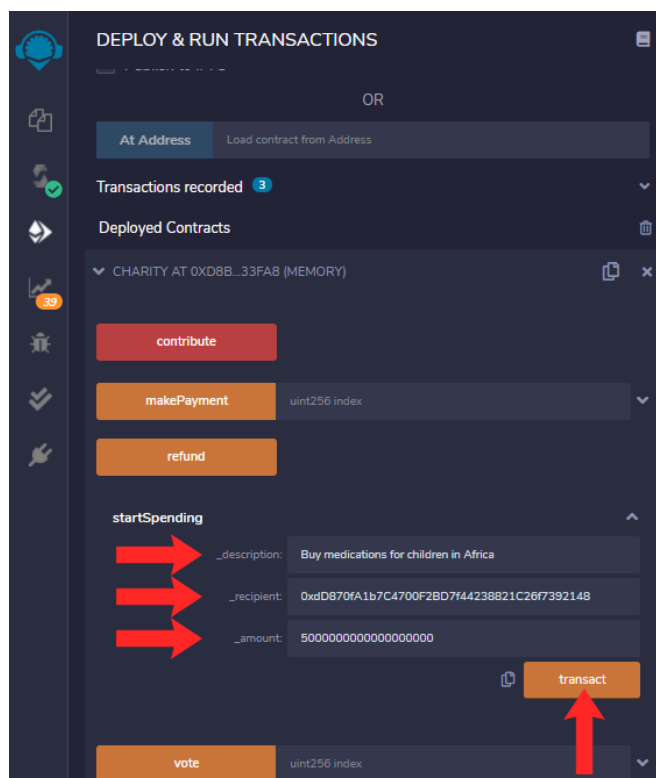 DEPLOY & RUN TRANSACTIONS
OR
At Address Load contract from Address
Transactions recorded 3
Deployed Contracts
CHARITY AT 0XD8B...33FA8 (MEMORY)
39
contribute
makePayment uint256 index
refund
startSpending
_description: Buy medications for children in Africa
_recipient: 0xdD870fA1b7C4700F2BD7f44238821C26f7392148
_amount: 5000000000000000000
transact
vote uint256 index